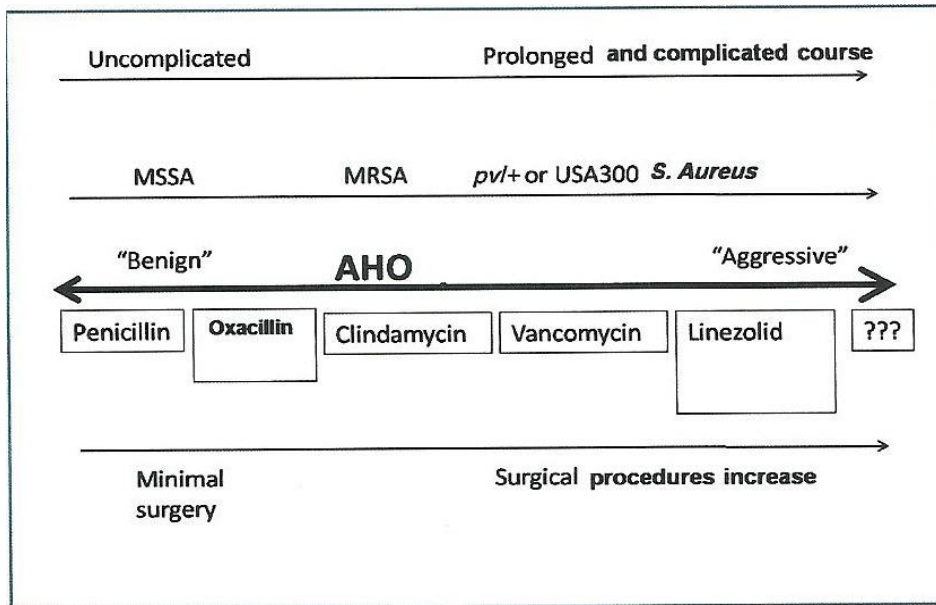 Uncomplicated Prolonged and complicated course
MSSA MRSA pvl+ or USA300 S. Aureus
"Benign" AHO "Aggressive"
Penicillin Oxacillin Clindamycin Vancomycin Linezolid ???
Minimal Surgical procedures increase
surgery